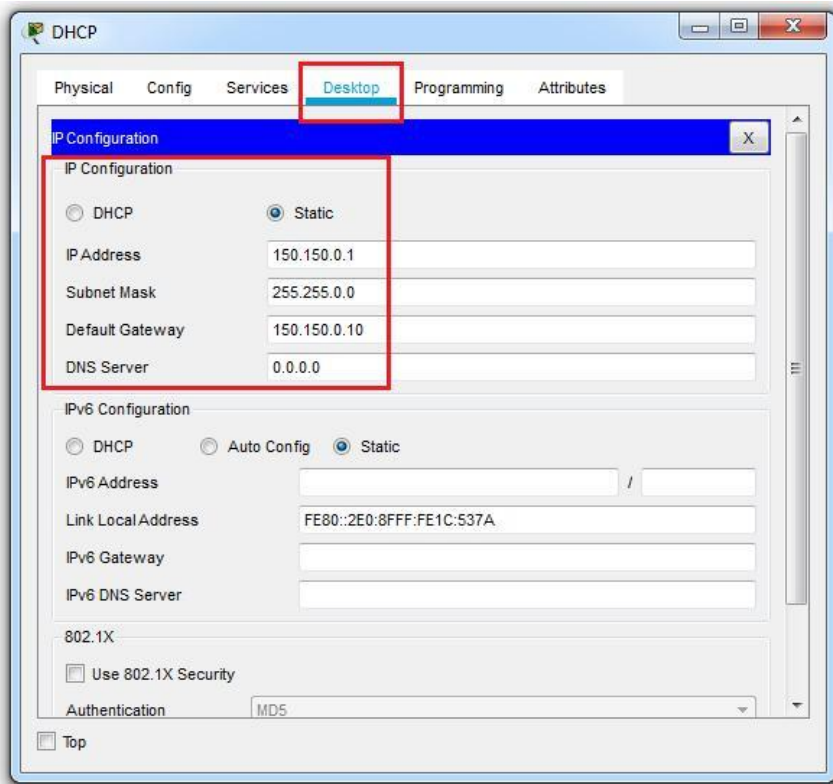 DHCP
Physical Config Services Desktop Programming Attributes
IP Configuration X
IP Configuration
DHCP Static
IP Address 150.150.0.1
Subnet Mask 255.255.0.0
Default Gateway 150.150.0.10
DNS Server 0.0.0.0
IPv6 Configuration
DHCP Auto Config Static
IPv6 Address /
Link Local Address FE80::2E0:8FFF:FE1C:537A
IPv6 Gateway
IPv6 DNS Server
802.1X
Use 802.1X Security
Authentication MD5
Top